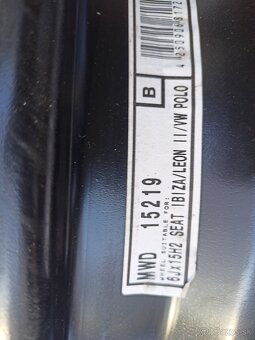 MWD 15219
B
WHEEL SUITABLE FOR:
6Jx15H2 SEAT IBIZA/LEON II/VW POLO